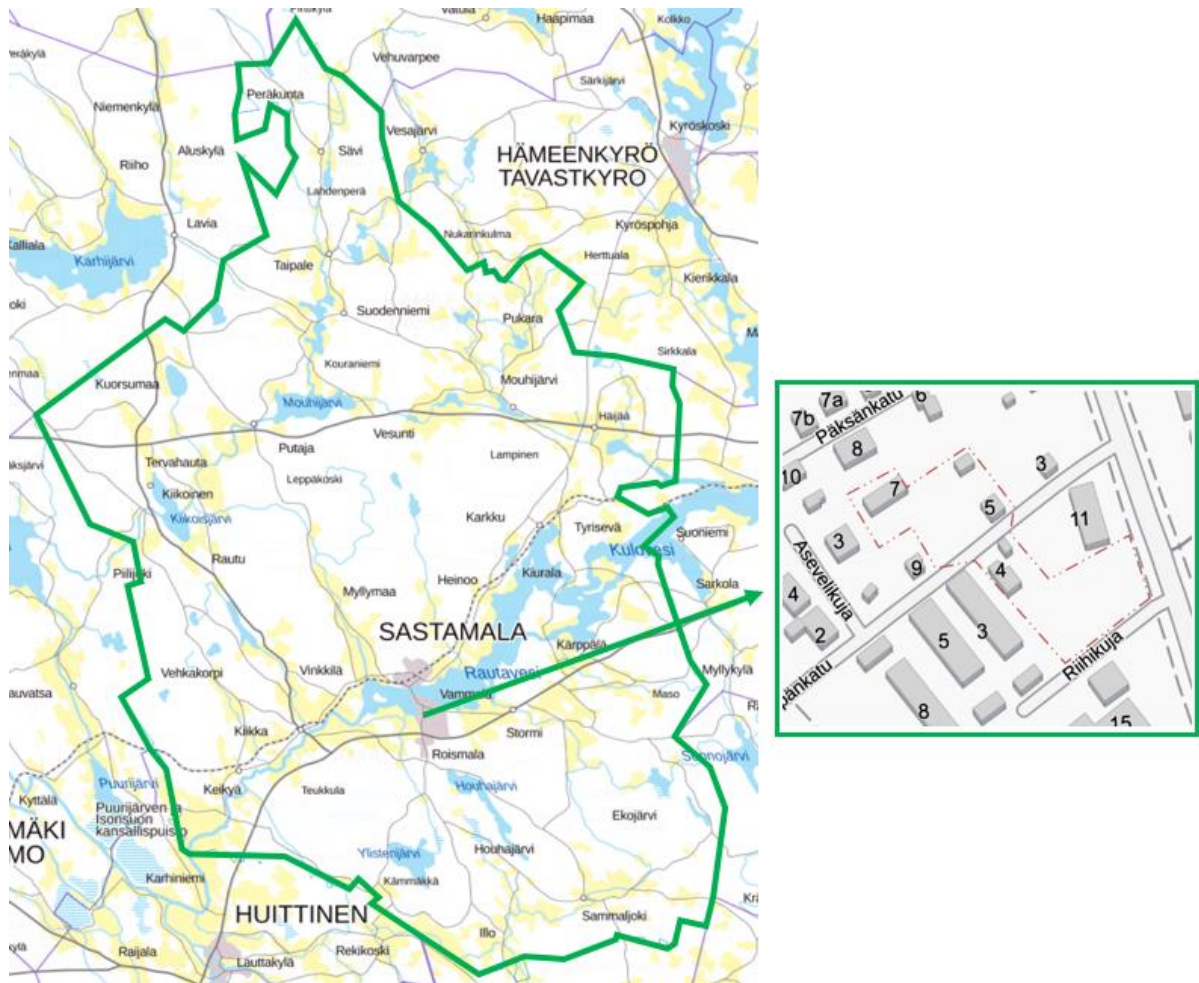 Vehuvarpee
Haapimaa
Kolkko
Niemenkylä
Peräkunta
Särkijärvi
Vesajärvi
Kyröskoski
Riiho
Aluskylä
Sävi
HÄMEENKYRÖ
TAVASTKYRO
Lahdenperä
Lavia
Kyröspohja
Nukarinkulma
Herttuala
Karhijärvi
Taipale
Kierikkala
Suodenniemi
Pukara
Sirkkala
Kouraniemi
Kuorsumaa
Mouhijärvi
Mouhijärvi
Häijää
Vesunti
Putaja
Lampinen
Tervahauta
Leppäkoski
Kiikoinen
Kiikoisjärvi
Karkku
Tyrisevä
Suoniemi
Kulovesi
Rautu
Piilijoki
Heinoo
Kiurala
Sarkola
Myllymaa
SASTAMALA
Kärppälä
Vehkakorpi
Vinkkilä
Rautavesi
Myllykylä
Vammala
Maso
Kiikka
Stormi
Roismala
Puurijärvi
Keikyä
Teukkula
Houhajärvi
Kyttälä
Puurijärven ja
Isonsuon
kansallispuisto
MÄKI
MO
Ekojärvi
Ylistenjärvi
Houhajärvi
Karhiniemi
Kämmäkkä
HUITTINEN
Sammaljoki
Illo
Raijala
Rekikoski
Lauttakylä
7a
7b
Päksänkatu
6
8
10
3
7
5
11
3
9
4
Asevelikuja
4
2
5
3
Riihikuja
änkatu
8
15